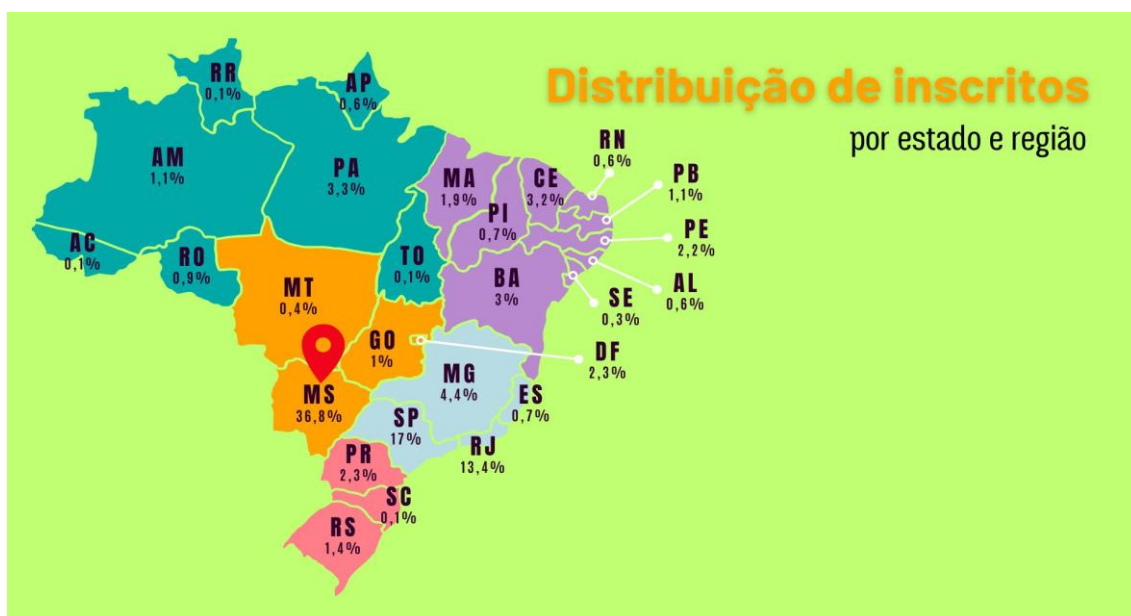 Distribuição de inscritos
por estado e região
RR
0,1%
AP
0,6%
AM
1,1%
PA
3,3%
MA
1,9%
CE
3,2%
RN
0,6%
PB
1,1%
PI
0,7%
PE
2,2%
AC
0,1%
RO
0,9%
TO
0,1%
BA
3%
AL
0,6%
SE
0,3%
MT
0,4%
GO
1%
DF
2,3%
MS
36,8%
MG
4,4%
ES
0,7%
SP
17%
RJ
13,4%
PR
2,3%
SC
0,1%
RS
1,4%